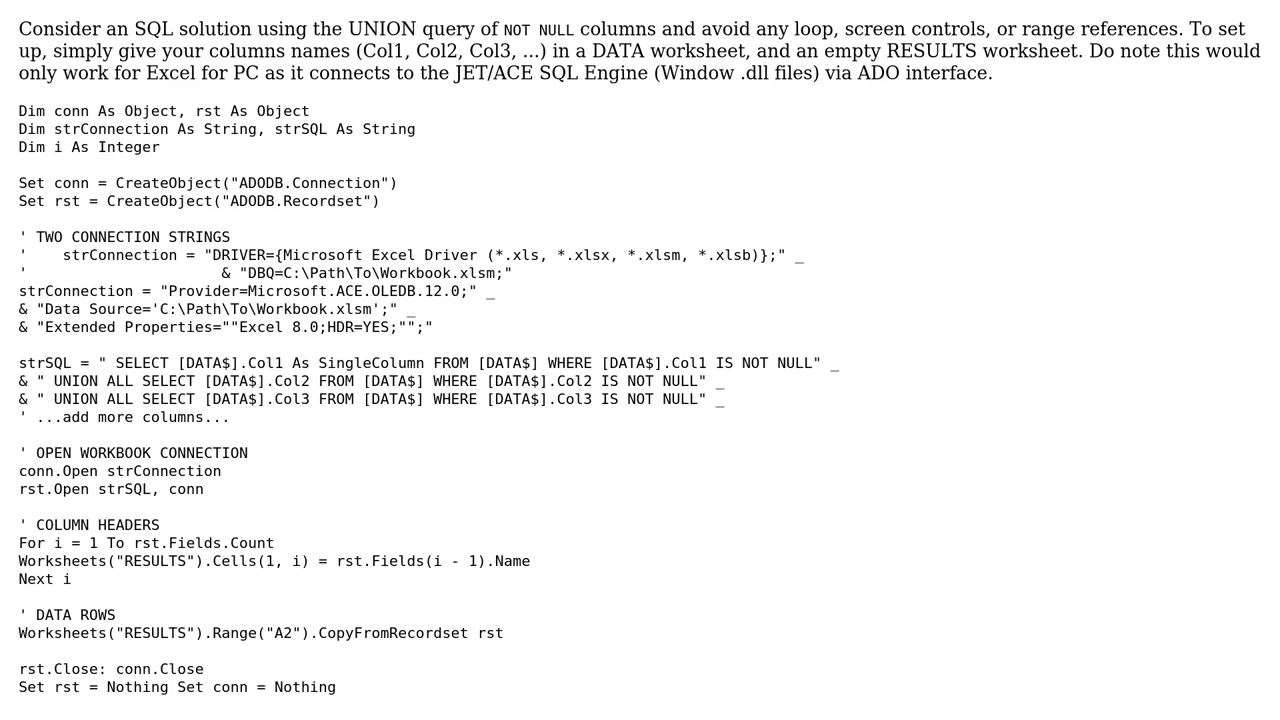 Consider an SQL solution using the UNION query of NOT NULL columns and avoid any loop, screen controls, or range references. To set
up, simply give your columns names (Col1, Col2, Col3, ...) in a DATA worksheet, and an empty RESULTS worksheet. Do note this would
only work for Excel for PC as it connects to the JET/ACE SQL Engine (Window .dll files) via ADO interface.
Dim conn As Object, rst As Object
Dim strConnection As String, strSQL As String
Dim i As Integer
Set conn = CreateObject("ADODB.Connection")
Set rst = CreateObject("ADODB.Recordset")
' TWO CONNECTION STRINGS
'    strConnection = "DRIVER={Microsoft Excel Driver (*.xls, *.xlsx, *.xlsm, *.xlsb)};" _
'                      & "DBQ=C:\Path\To\Workbook.xlsm;"
strConnection = "Provider=Microsoft.ACE.OLEDB.12.0;" _
& "Data Source='C:\Path\To\Workbook.xlsm';" _
& "Extended Properties=""Excel 8.0;HDR=YES;"";"
strSQL = " SELECT [DATA$].Col1 As SingleColumn FROM [DATA$] WHERE [DATA$].Col1 IS NOT NULL" _
& " UNION ALL SELECT [DATA$].Col2 FROM [DATA$] WHERE [DATA$].Col2 IS NOT NULL" _
& " UNION ALL SELECT [DATA$].Col3 FROM [DATA$] WHERE [DATA$].Col3 IS NOT NULL" _
' ...add more columns...
' OPEN WORKBOOK CONNECTION
conn.Open strConnection
rst.Open strSQL, conn
' COLUMN HEADERS
For i = 1 To rst.Fields.Count
Worksheets("RESULTS").Cells(1, i) = rst.Fields(i - 1).Name
Next i
' DATA ROWS
Worksheets("RESULTS").Range("A2").CopyFromRecordset rst
rst.Close: conn.Close
Set rst = Nothing Set conn = Nothing